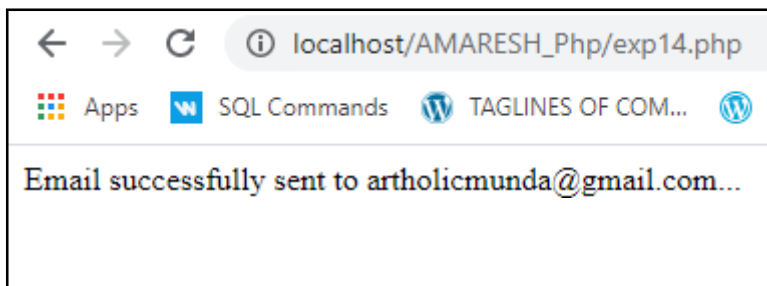 localhost/AMARESH_Php/exp14.php
Apps SQL Commands TAGLINES OF COM...
Email successfully sent to artholicmunda@gmail.com...